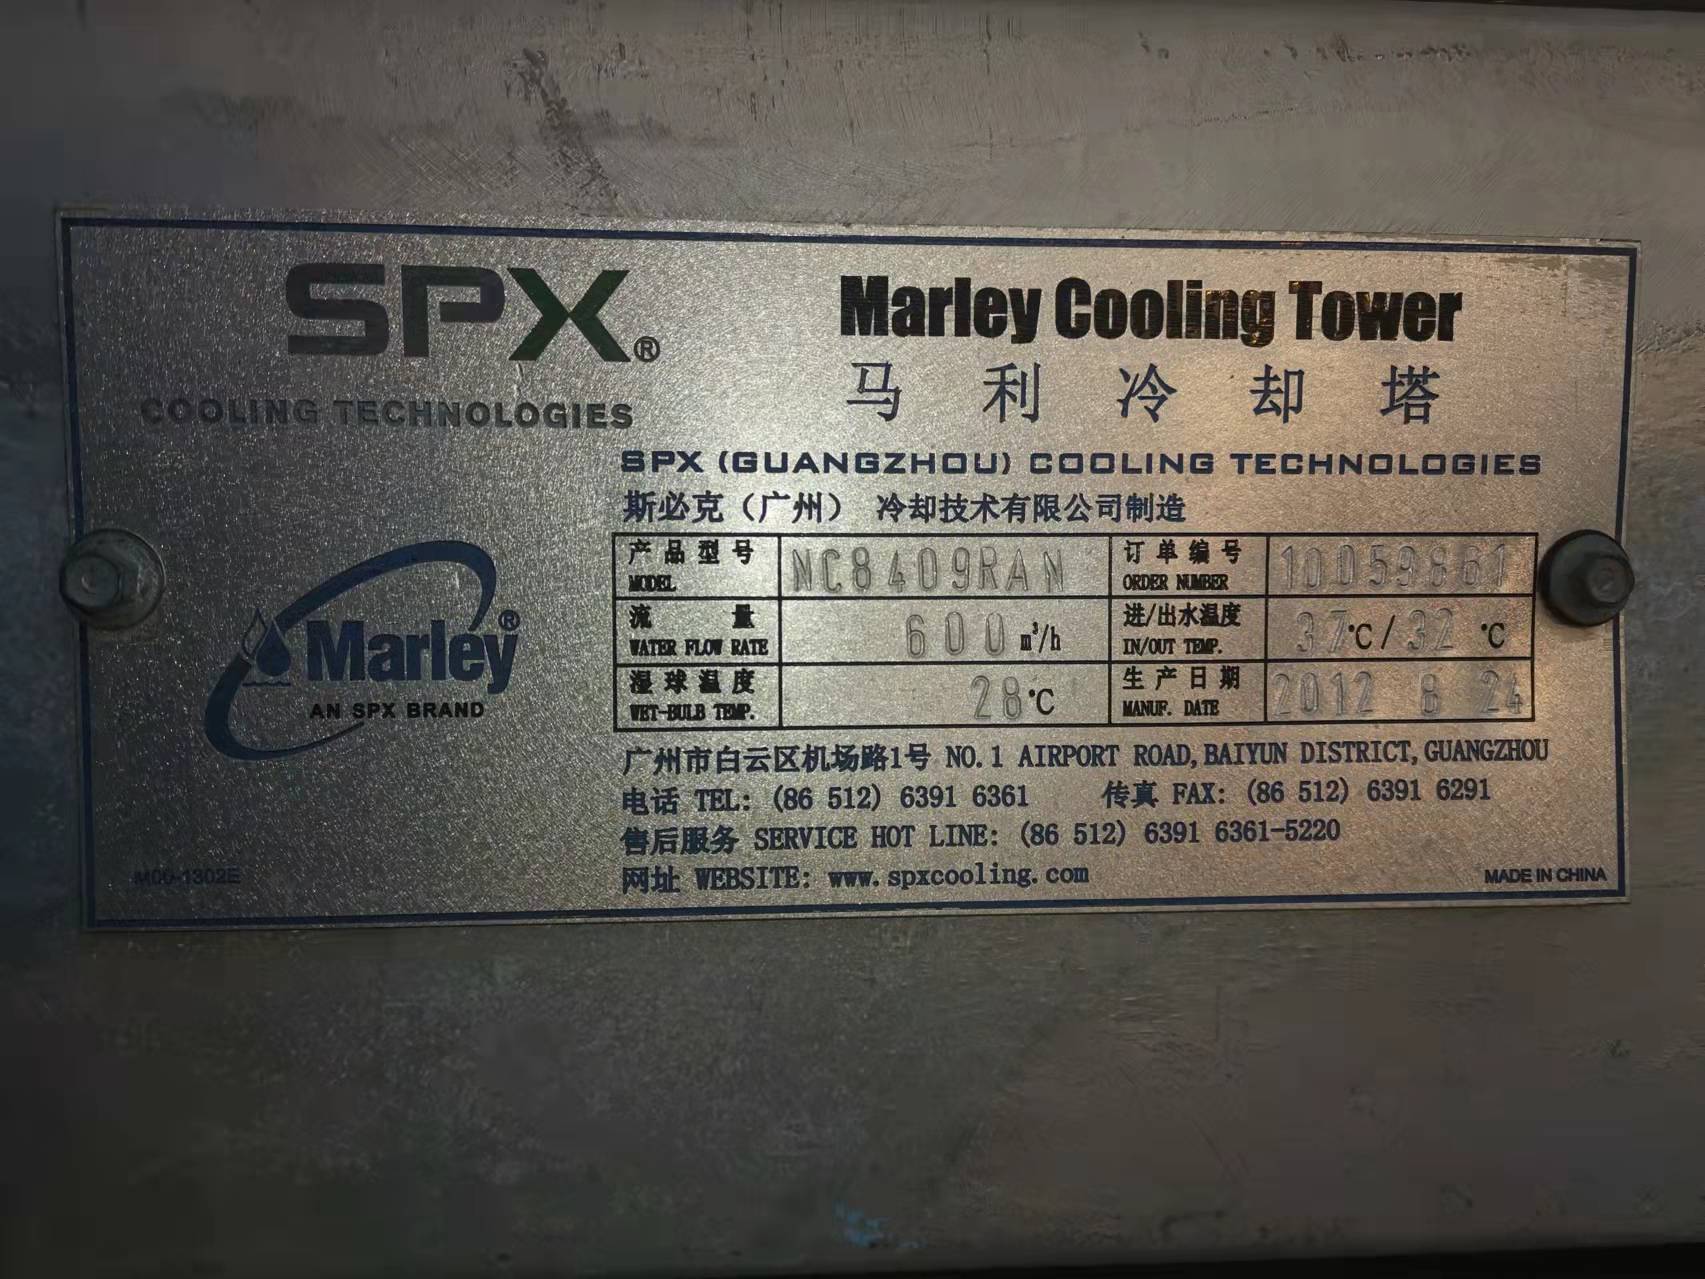 SPX®
COOLING TECHNOLOGIES
Marley Cooling Tower
马利冷却塔
SPX (GUANGZHOU) COOLING TECHNOLOGIES
斯必克（广州） 冷却技术有限公司制造
产品型号 NC8409RAN 订单编号 10059861
MODEL ORDER NUMBER
流量 600 m³/h 进/出水温度 37℃/32℃
WATER FLOW RATE IN/OUT TEMP.
湿球温度 28℃ 生产日期 2012 8 24
WET-BULB TEMP. MANUF. DATE
Marley®
AN SPX BRAND
广州市白云区机场路1号 NO.1 AIRPORT ROAD,BAIYUN DISTRICT,GUANGZHOU
电话 TEL: (86 512) 6391 6361 传真 FAX: (86 512) 6391 6291
售后服务 SERVICE HOT LINE: (86 512) 6391 6361-5220
网址 WEBSITE: www.spxcooling.com
M00-1302E
MADE IN CHINA